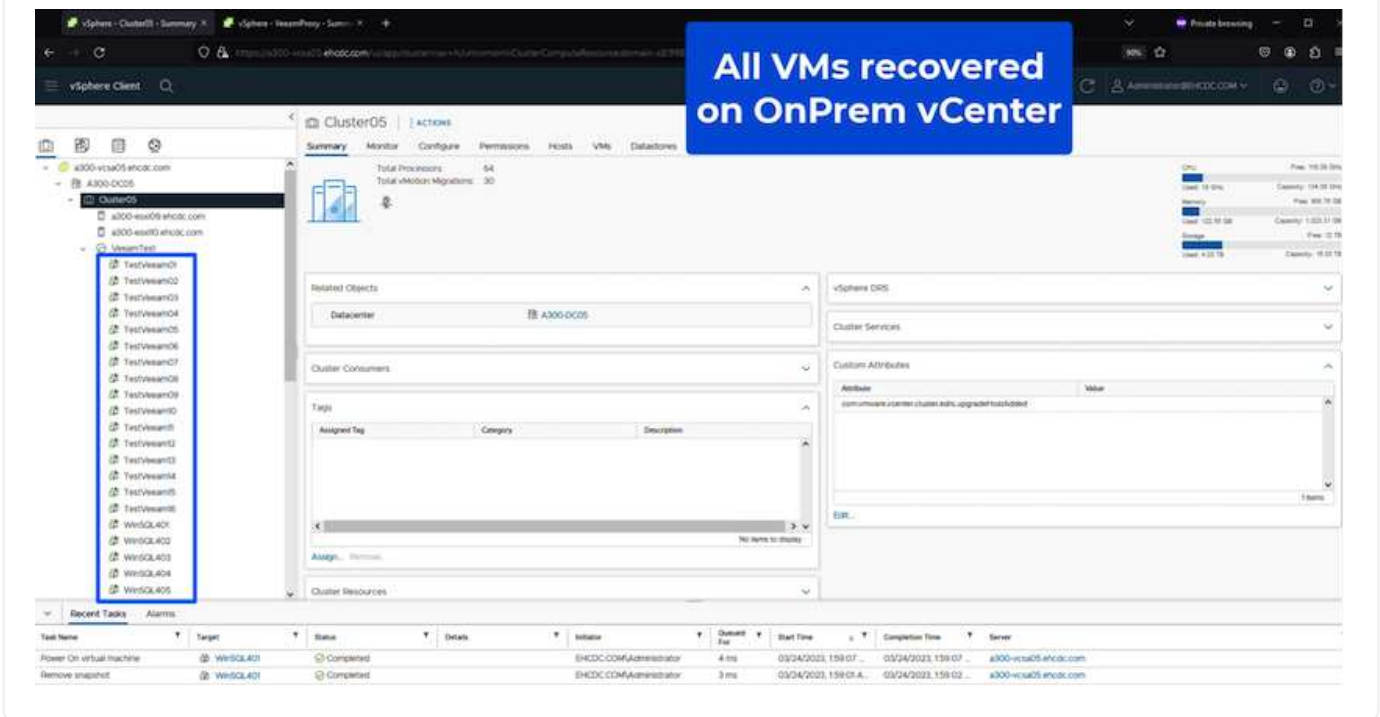 vSphere - Cluster05 - Summary
vSphere - VeeamProxy - Summ
Private browsing
90%
All VMs recovered
on OnPrem vCenter
vSphere Client
Administrator@EHCDC.COM
Cluster05
ACTIONS
Summary Monitor Configure Permissions Hosts VMs Datastores
a300-vcsa05.ehcdc.com
A300-DC05
Cluster05
a300-esxi09.ehcdc.com
a300-esxi10.ehcdc.com
VeeamTest
TestVeeam01
TestVeeam02
TestVeeam03
TestVeeam04
TestVeeam05
TestVeeam06
TestVeeam07
TestVeeam08
TestVeeam09
TestVeeam10
TestVeeam11
TestVeeam12
TestVeeam13
TestVeeam14
TestVeeam15
TestVeeam16
WinSQL401
WinSQL402
WinSQL403
WinSQL404
WinSQL405
Total Processors: 64
Total vMotion Migrations: 30
CPU
Memory
Storage
Related Objects
Datacenter A300-DC05
Cluster Consumers
Tags
Assigned Tag Category Description
No items to display
Assign... Remove...
Cluster Resources
vSphere DRS
Cluster Services
Custom Attributes
Attribute Value
1 items
Edit...
Recent Tasks Alarms
Task Name Target Status Details Initiator Queued For Start Time Completion Time Server
Power On virtual machine WinSQL401 Completed EHCDC.COM\Administrator 4 ms 03/24/2023, 1:59:07 ... 03/24/2023, 1:59:07 ... a300-vcsa05.ehcdc.com
Remove snapshot WinSQL401 Completed EHCDC.COM\Administrator 3 ms 03/24/2023, 1:59:01 A... 03/24/2023, 1:59:02 ... a300-vcsa05.ehcdc.com